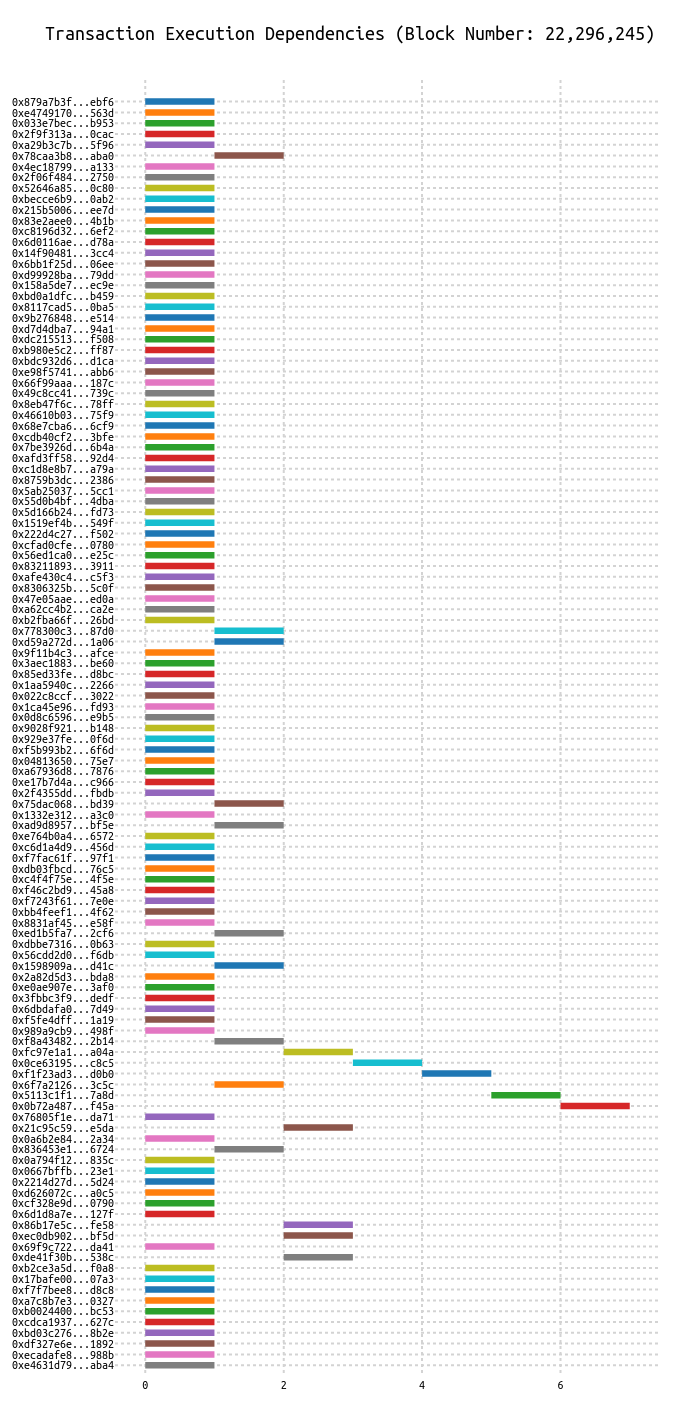 Transaction Execution Dependencies (Block Number: 22,296,245)
0x879a7b3f...ebf6
0xe4749170...563d
0x033e7bec...b953
0x2f9f313a...0cac
0xa29b3c7b...5f96
0x78caa3b8...aba0
0x4ec18799...a133
0x2f06f484...2750
0x52646a85...0c80
0xbecce6b9...0ab2
0x215b5006...ee7d
0x83e2aee0...4b1b
0xc8196d32...6ef2
0x6d0116ae...d78a
0x14f90481...3cc4
0x6bb1f25d...06ee
0xd99928ba...79dd
0x158a5de7...ec9e
0xbd0a1dfc...b459
0x8117cad5...0ba5
0x9b276848...e514
0xd7d4dba7...94a1
0xdc215513...f508
0xb980e5c2...ff87
0xbdc932d6...d1ca
0xe98f5741...abb6
0x66f99aaa...187c
0x49c8cc41...739c
0x8eb47f6c...78ff
0x46610b03...75f9
0x68e7cba6...6cf9
0xcdb40cf2...3bfe
0x7be3926d...6b4a
0xafd3ff58...92d4
0xc1d8e8b7...a79a
0x8759b3dc...2386
0x5ab25037...5cc1
0x55d0b4bf...4dba
0x5d166b24...fd73
0x1519ef4b...549f
0x222d4c27...f502
0xcfad0cfe...0780
0x56ed1ca0...e25c
0x83211893...3911
0xafe430c4...c5f3
0x8306325b...5c0f
0x47e05aae...ed0a
0xa62cc4b2...ca2e
0xb2fba66f...26bd
0x778300c3...87d0
0xd59a272d...1a06
0x9f11b4c3...afce
0x3aec1883...be60
0x85ed33fe...d8bc
0x1aa5940c...2266
0x022c8ccf...3022
0x1ca45e96...fd93
0x0d8c6596...e9b5
0x9028f921...b148
0x929e37fe...0f6d
0xf5b993b2...6f6d
0x04813650...75e7
0xa67936d8...7876
0xe17b7d4a...c966
0x2f4355dd...fbdb
0x75dac068...bd39
0x1332e312...a3c0
0xad9d8957...bf5e
0xe764b0a4...6572
0xc6d1a4d9...456d
0xf7fac61f...97f1
0xdb03fbcd...76c5
0xc4f4f75e...4f5e
0xf46c2bd9...45a8
0xf7243f61...7e0e
0xbb4feef1...4f62
0x8831af45...e58f
0xed1b5fa7...2cf6
0xdbbe7316...0b63
0x56cdd2d0...f6db
0x1598909a...d41c
0x2a82d5d3...bda8
0xe0ae907e...3af0
0x3fbbc3f9...dedf
0x6dbdafa0...7d49
0xf5fe4dff...1a19
0x989a9cb9...498f
0xf8a43482...2b14
0xfc97e1a1...a04a
0x0ce63195...c8c5
0xf1f23ad3...d0b0
0x6f7a2126...3c5c
0x5113c1f1...7a8d
0x0b72a487...f45a
0x76805f1e...da71
0x21c95c59...e5da
0x0a6b2e84...2a34
0x836453e1...6724
0x0a794f12...835c
0x0667bffb...23e1
0x2214d27d...5d24
0xd626072c...a0c5
0xcf328e9d...0790
0x6d1d8a7e...127f
0x86b17e5c...fe58
0xec0db902...bf5d
0x69f9c722...da41
0xde41f30b...538c
0xb2ce3a5d...f0a8
0x17bafe00...07a3
0xf7f7bee8...d8c8
0xa7c8b7e3...0327
0xb0024400...bc53
0xcdca1937...627c
0xbd03c276...8b2e
0xdf327e6e...1892
0xecadafe8...988b
0xe4631d79...aba4
0 2 4 6